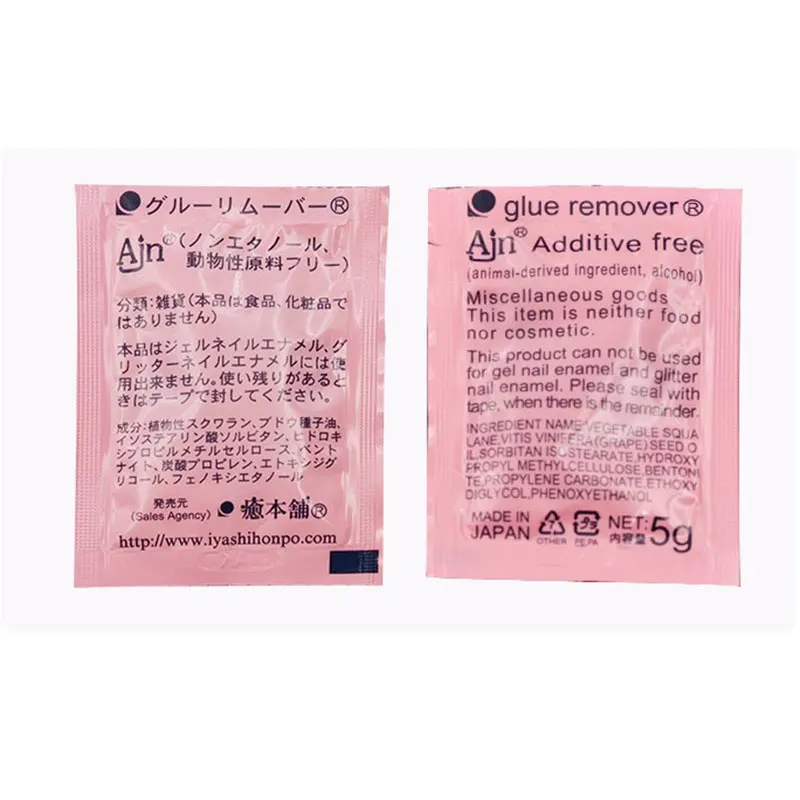 グルーリムーバー®
Ajn®(ノンエタノール、
動物性原料フリー)
分類:雑貨(本品は食品、化粧品で
はありません)
本品はジェルネイルエナメル、グ
リッターネイルエナメルには使
用出来ません。使い残りがあると
きはテープで封してください。
成分:植物性スクワラン、ブドウ種子油、
イソステアリン酸ソルビタン、ヒドロキ
シプロピルメチルセルロース、ベント
ナイト、炭酸プロピレン、エトキシジグ
リコール、フェノキシエタノール
発売元
(Sales Agency)
癒本舗®
http://www.iyashihonpo.com
glue remover®
Ajn® Additive free
(animal-derived ingredient, alcohol)
Miscellaneous goods
This item is neither food
nor cosmetic.
This product can not be used
for gel nail enamel and glitter
nail enamel. Please seal with
tape, when there is the remainder.
INGREDIENT NAME:VEGETABLE SQUA
LANE,VITIS VINIFERA(GRAPE) SEED O
IL,SORBITAN ISOSTEARATE,HYDROXY
PROPYL METHYLCELLULOSE,BENTONI
TE,PROPYLENE CARBONATE,ETHOXY
DIGLYCOL,PHENOXYETHANOL
MADE IN
JAPAN
2
OTHER
プラ
PE,PA
NET:
内容量
5g